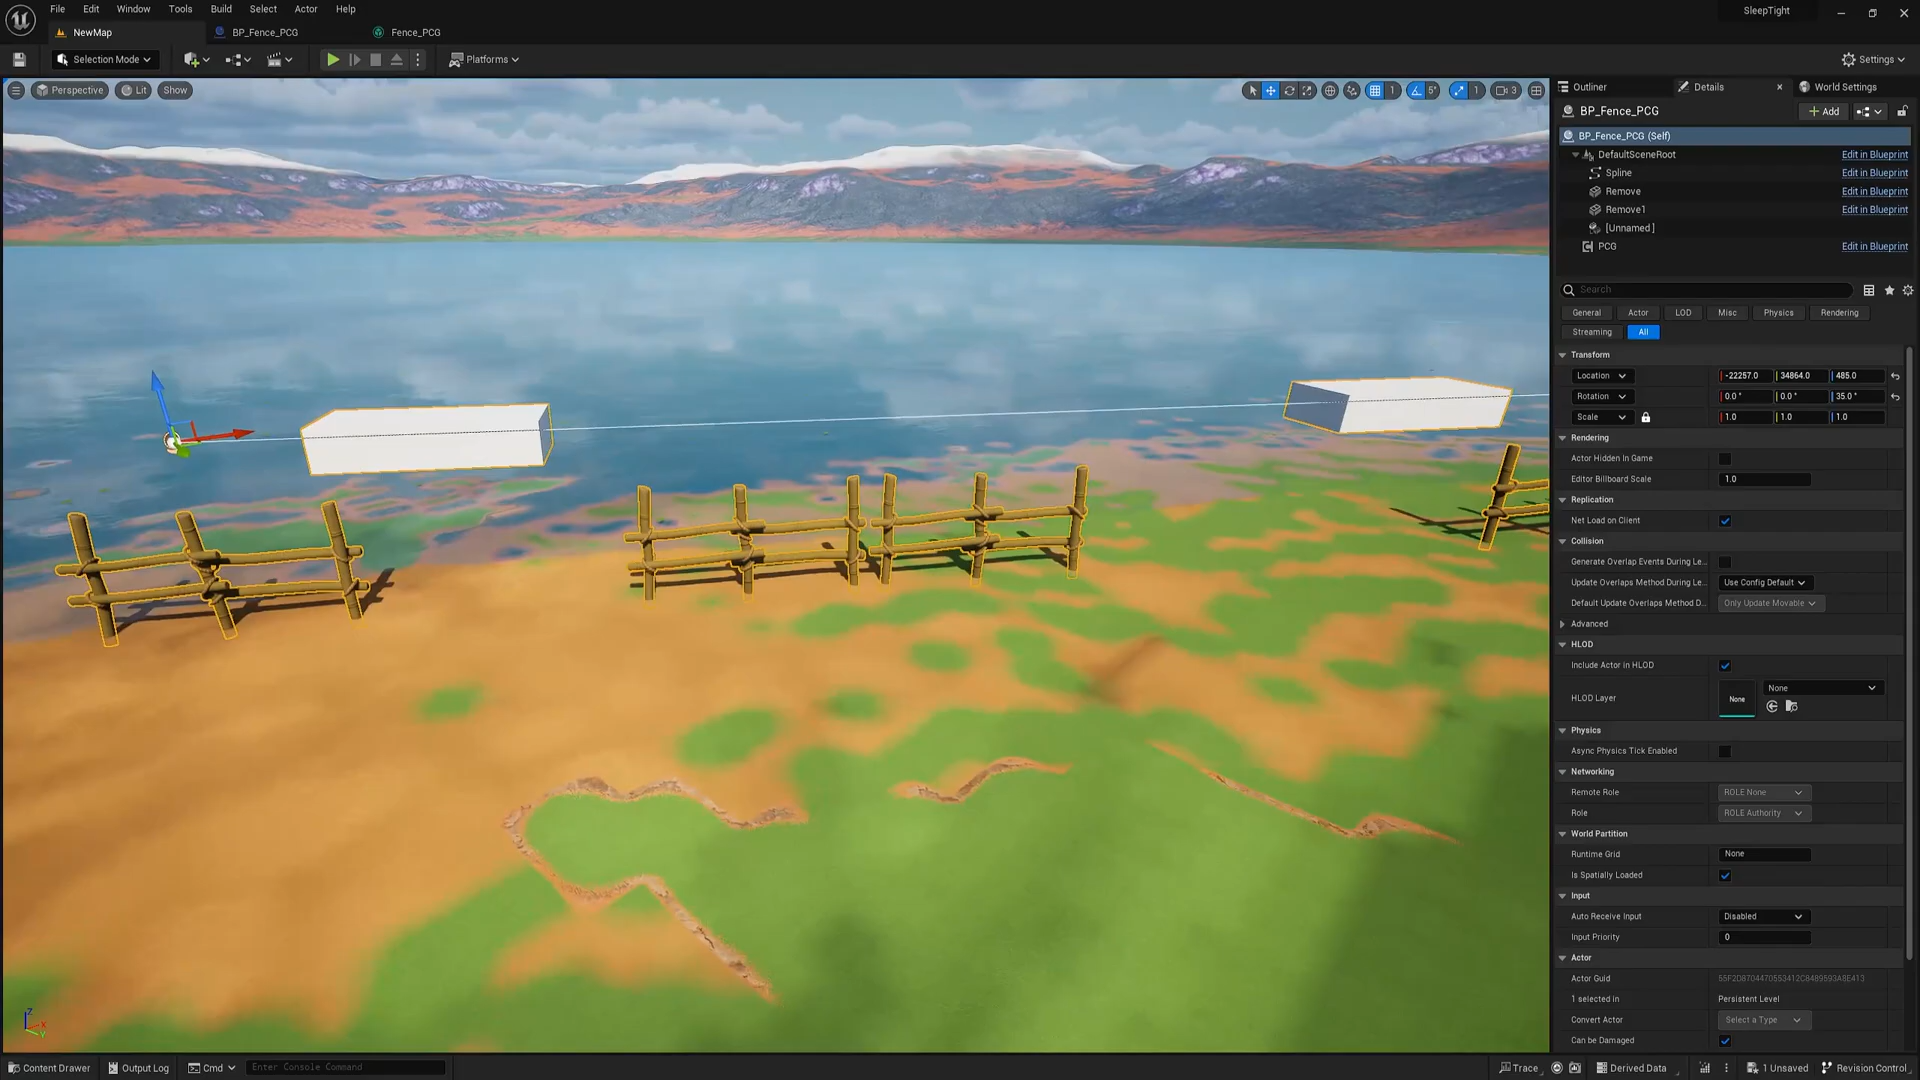 File Edit Window Tools Build Select Actor Help
SleepTight
NewMap
BP_Fence_PCG
Fence_PCG
Selection Mode
Platforms
Settings
Perspective
Lit
Show
1
5°
1
3
Outliner
Details
World Settings
BP_Fence_PCG
Add
BP_Fence_PCG (Self)
DefaultSceneRoot Edit in Blueprint
Spline Edit in Blueprint
Remove Edit in Blueprint
Remove1 Edit in Blueprint
[Unnamed]
PCG Edit in Blueprint
Search
General Actor LOD Misc Physics Rendering
Streaming All
Transform
Location -22257.0 34864.0 485.0
Rotation 0.0° 0.0° 35.0°
Scale 1.0 1.0 1.0
Rendering
Actor Hidden In Game
Editor Billboard Scale 1.0
Replication
Net Load on Client
Collision
Generate Overlap Events During Le...
Update Overlaps Method During Le... Use Config Default
Default Update Overlaps Method D... Only Update Movable
Advanced
HLOD
Include Actor in HLOD
HLOD Layer None None
Physics
Async Physics Tick Enabled
Networking
Remote Role ROLE None
Role ROLE Authority
World Partition
Runtime Grid None
Is Spatially Loaded
Input
Auto Receive Input Disabled
Input Priority 0
Actor
Actor Guid
1 selected in Persistent Level
Convert Actor Select a Type
Can be Damaged
Z
X
Y
Content Drawer
Output Log
Cmd
Enter Console Command
Trace
Derived Data
1 Unsaved
Revision Control